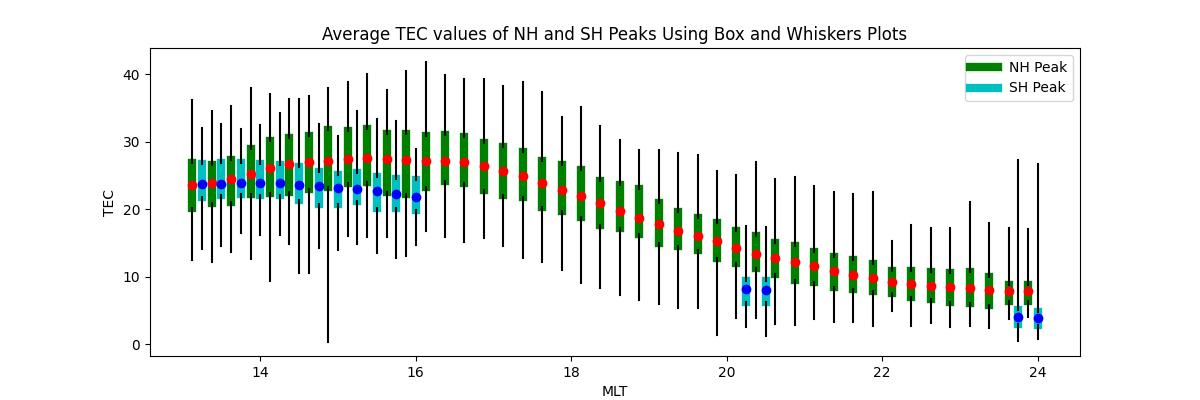 Average TEC values of NH and SH Peaks Using Box and Whiskers Plots
NH Peak
SH Peak
40
30
20
10
0
TEC
14 16 18 20 22 24
MLT